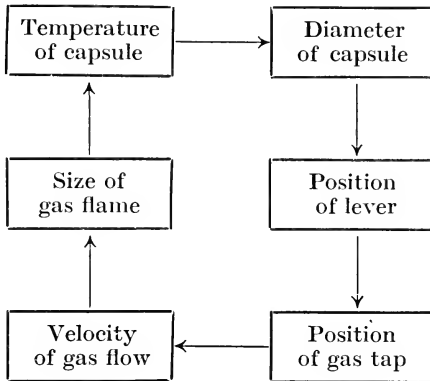 Temperature
of capsule
Diameter
of capsule
Size of
gas flame
Position
of lever
Velocity
of gas flow
Position
of gas tap